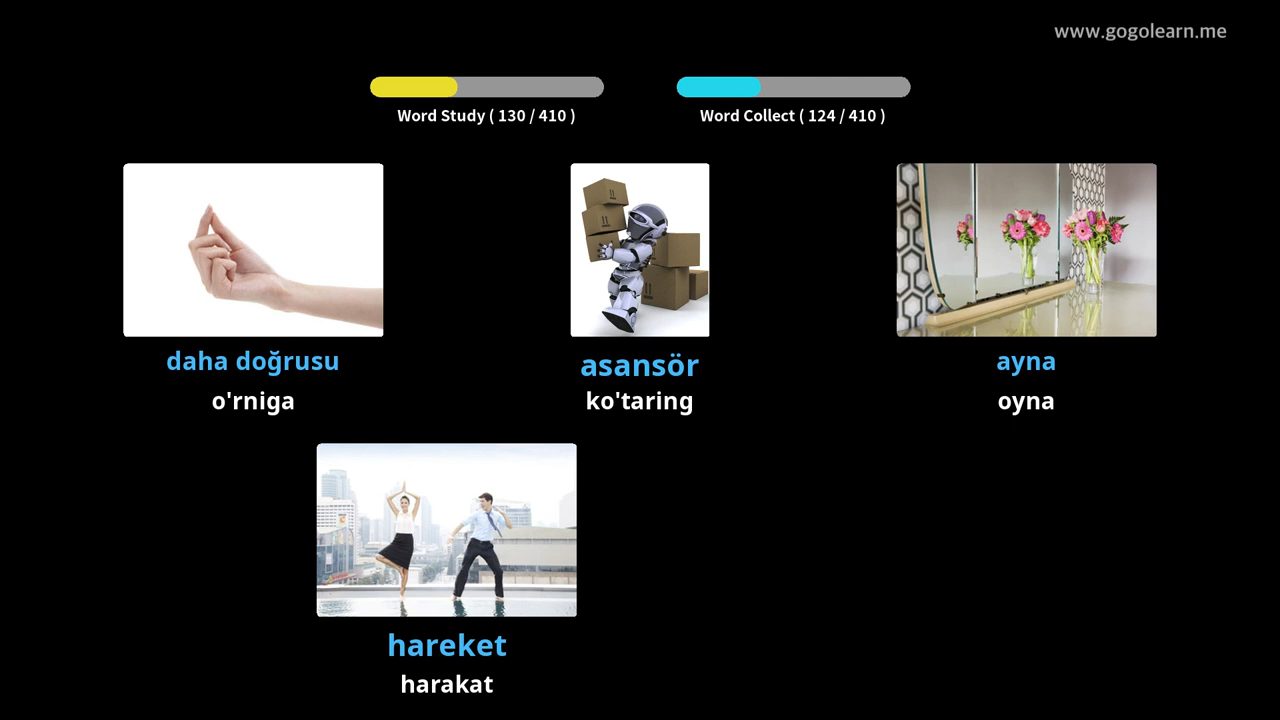 www.gogolearn.me
Word Study ( 130 / 410 )
Word Collect ( 124 / 410 )
daha doğrusu
o'rniga
asansör
ko'taring
ayna
oyna
hareket
harakat